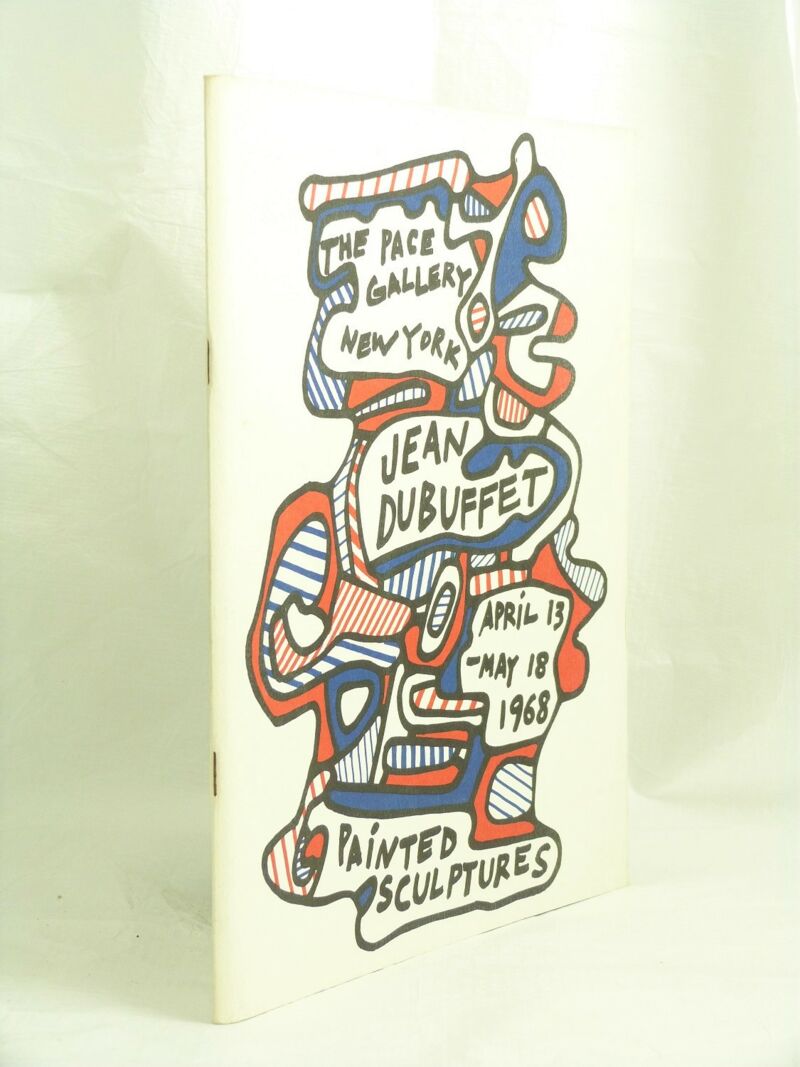 THE PACE
GALLERY
NEW YORK
JEAN
DUBUFFET
APRiL 13
-MAY 18
1968
PAiNTED
SCULPTURES